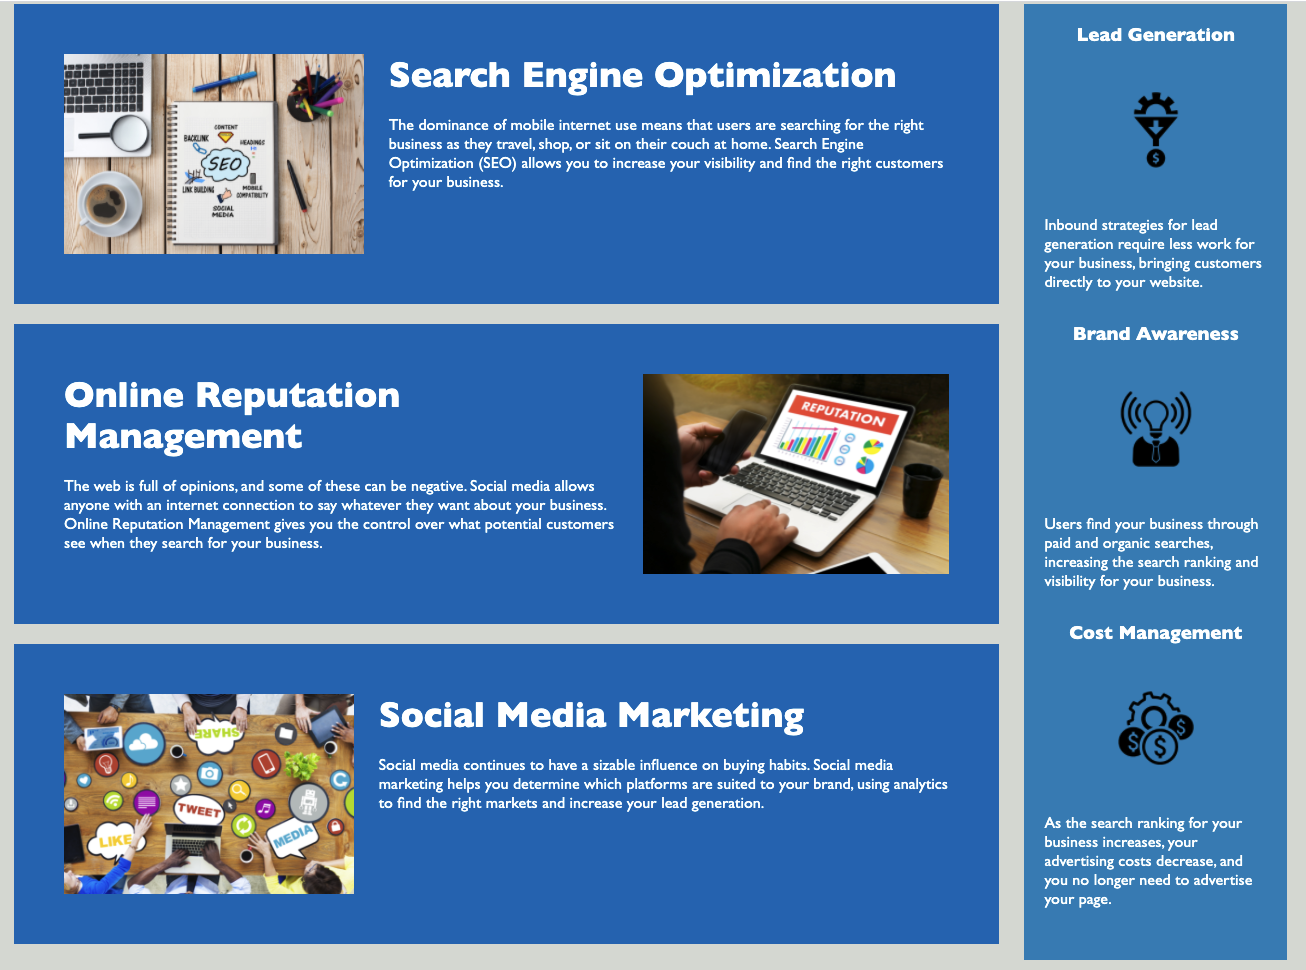 Search Engine Optimization
The dominance of mobile internet use means that users are searching for the right
business as they travel, shop, or sit on their couch at home. Search Engine
Optimization (SEO) allows you to increase your visibility and find the right customers
for your business.
CONTENT
BACKLINK
HEADINGS
SEO
LINK BUILDING
MOBILE
COMPATIBILITY
SOCIAL
MEDIA
Online Reputation
Management
The web is full of opinions, and some of these can be negative. Social media allows
anyone with an internet connection to say whatever they want about your business.
Online Reputation Management gives you the control over what potential customers
see when they search for your business.
REPUTATION
Social Media Marketing
Social media continues to have a sizable influence on buying habits. Social media
marketing helps you determine which platforms are suited to your brand, using analytics
to find the right markets and increase your lead generation.
SHARE
TWEET
LIKE
MEDIA
Lead Generation
$
Inbound strategies for lead
generation require less work for
your business, bringing customers
directly to your website.
Brand Awareness
Users find your business through
paid and organic searches,
increasing the search ranking and
visibility for your business.
Cost Management
$ $ $
As the search ranking for your
business increases, your
advertising costs decrease, and
you no longer need to advertise
your page.